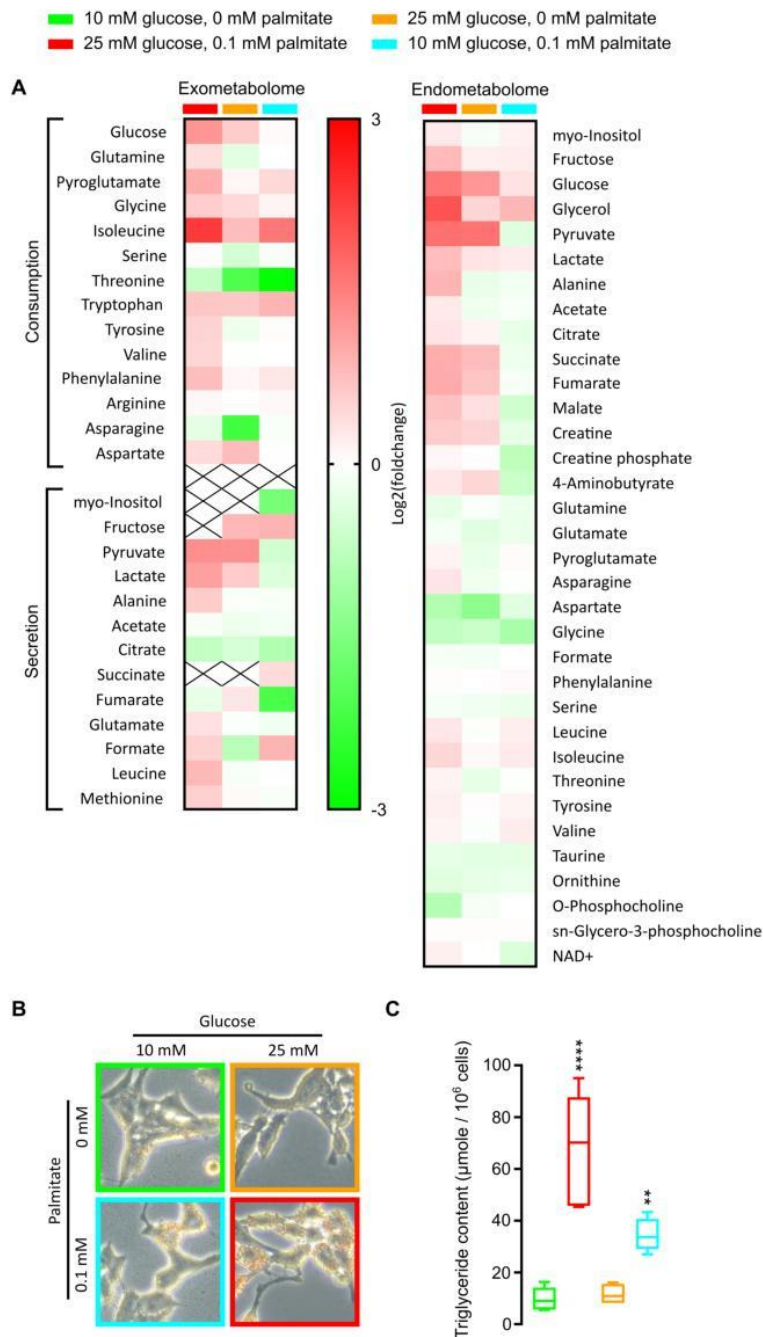 10 mM glucose, 0 mM palmitate
25 mM glucose, 0 mM palmitate
25 mM glucose, 0.1 mM palmitate
10 mM glucose, 0.1 mM palmitate
A
Exometabolome
Endometabolome
Consumption
Glucose
Glutamine
Pyroglutamate
Glycine
Isoleucine
Serine
Threonine
Tryptophan
Tyrosine
Valine
Phenylalanine
Arginine
Asparagine
Aspartate
Secretion
myo-Inositol
Fructose
Pyruvate
Lactate
Alanine
Acetate
Citrate
Succinate
Fumarate
Glutamate
Formate
Leucine
Methionine
3
0
-3
Log2(foldchange)
myo-Inositol
Fructose
Glucose
Glycerol
Pyruvate
Lactate
Alanine
Acetate
Citrate
Succinate
Fumarate
Malate
Creatine
Creatine phosphate
4-Aminobutyrate
Glutamine
Glutamate
Pyroglutamate
Asparagine
Aspartate
Glycine
Formate
Phenylalanine
Serine
Leucine
Isoleucine
Threonine
Tyrosine
Valine
Taurine
Ornithine
O-Phosphocholine
sn-Glycero-3-phosphocholine
NAD+
B
Glucose
10 mM 25 mM
Palmitate
0 mM
0.1 mM
C
Triglyceride content (µmole / 10⁶ cells)
100
80
60
40
20
0
****
**